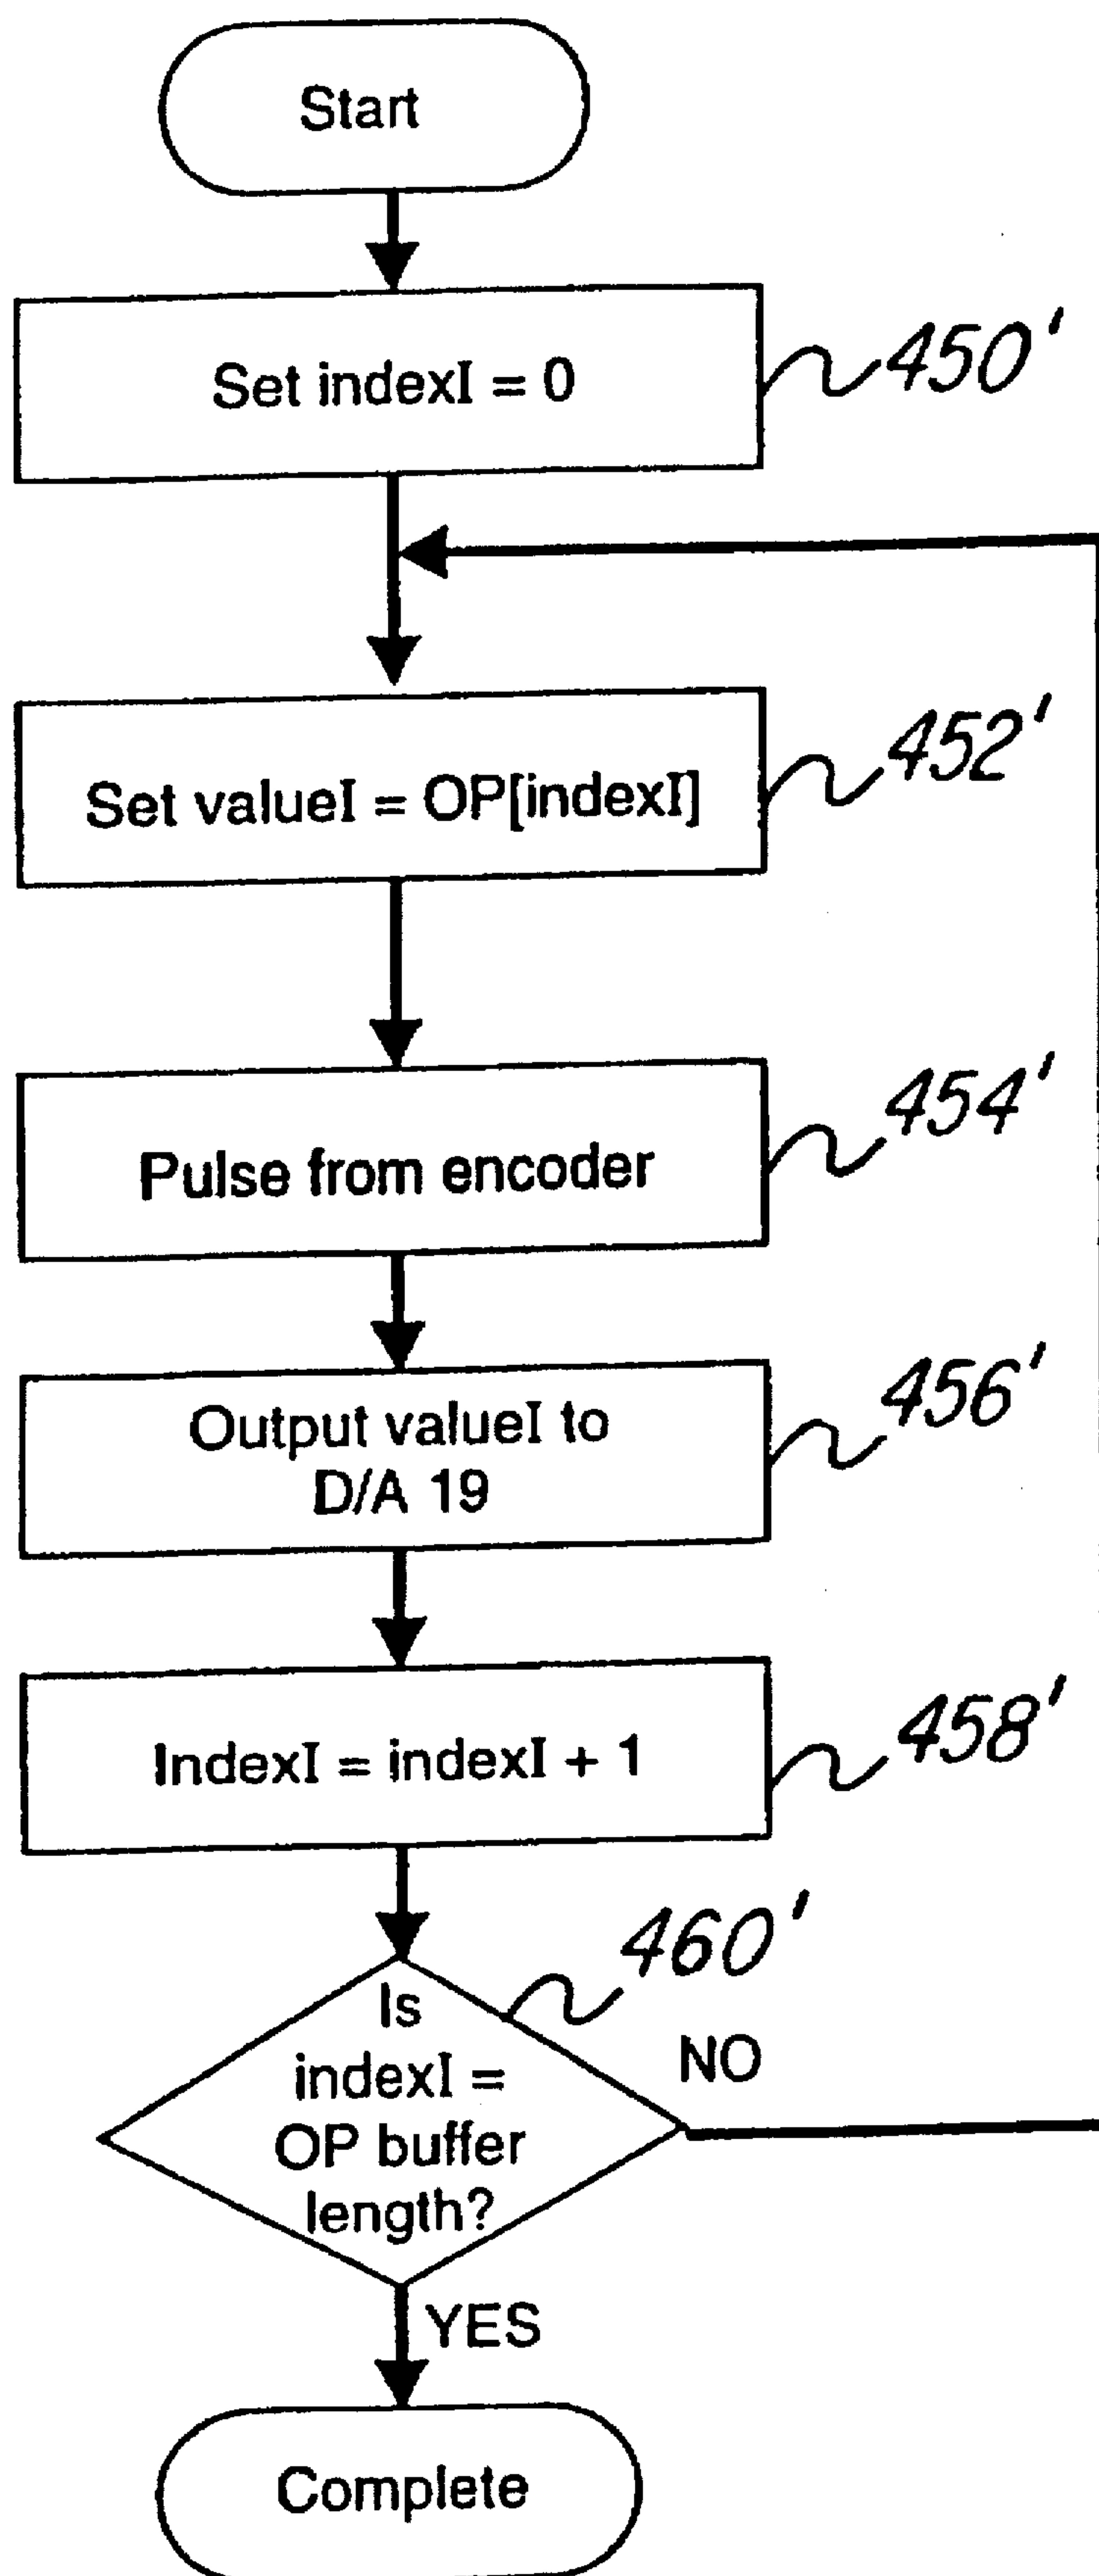 Start
Set indexI = 0
450'
Set valueI = OP[indexI]
452'
Pulse from encoder
454'
Output valueI to
D/A 19
456'
IndexI = indexI + 1
458'
460'
Is
indexI =
OP buffer
length?
NO
YES
Complete